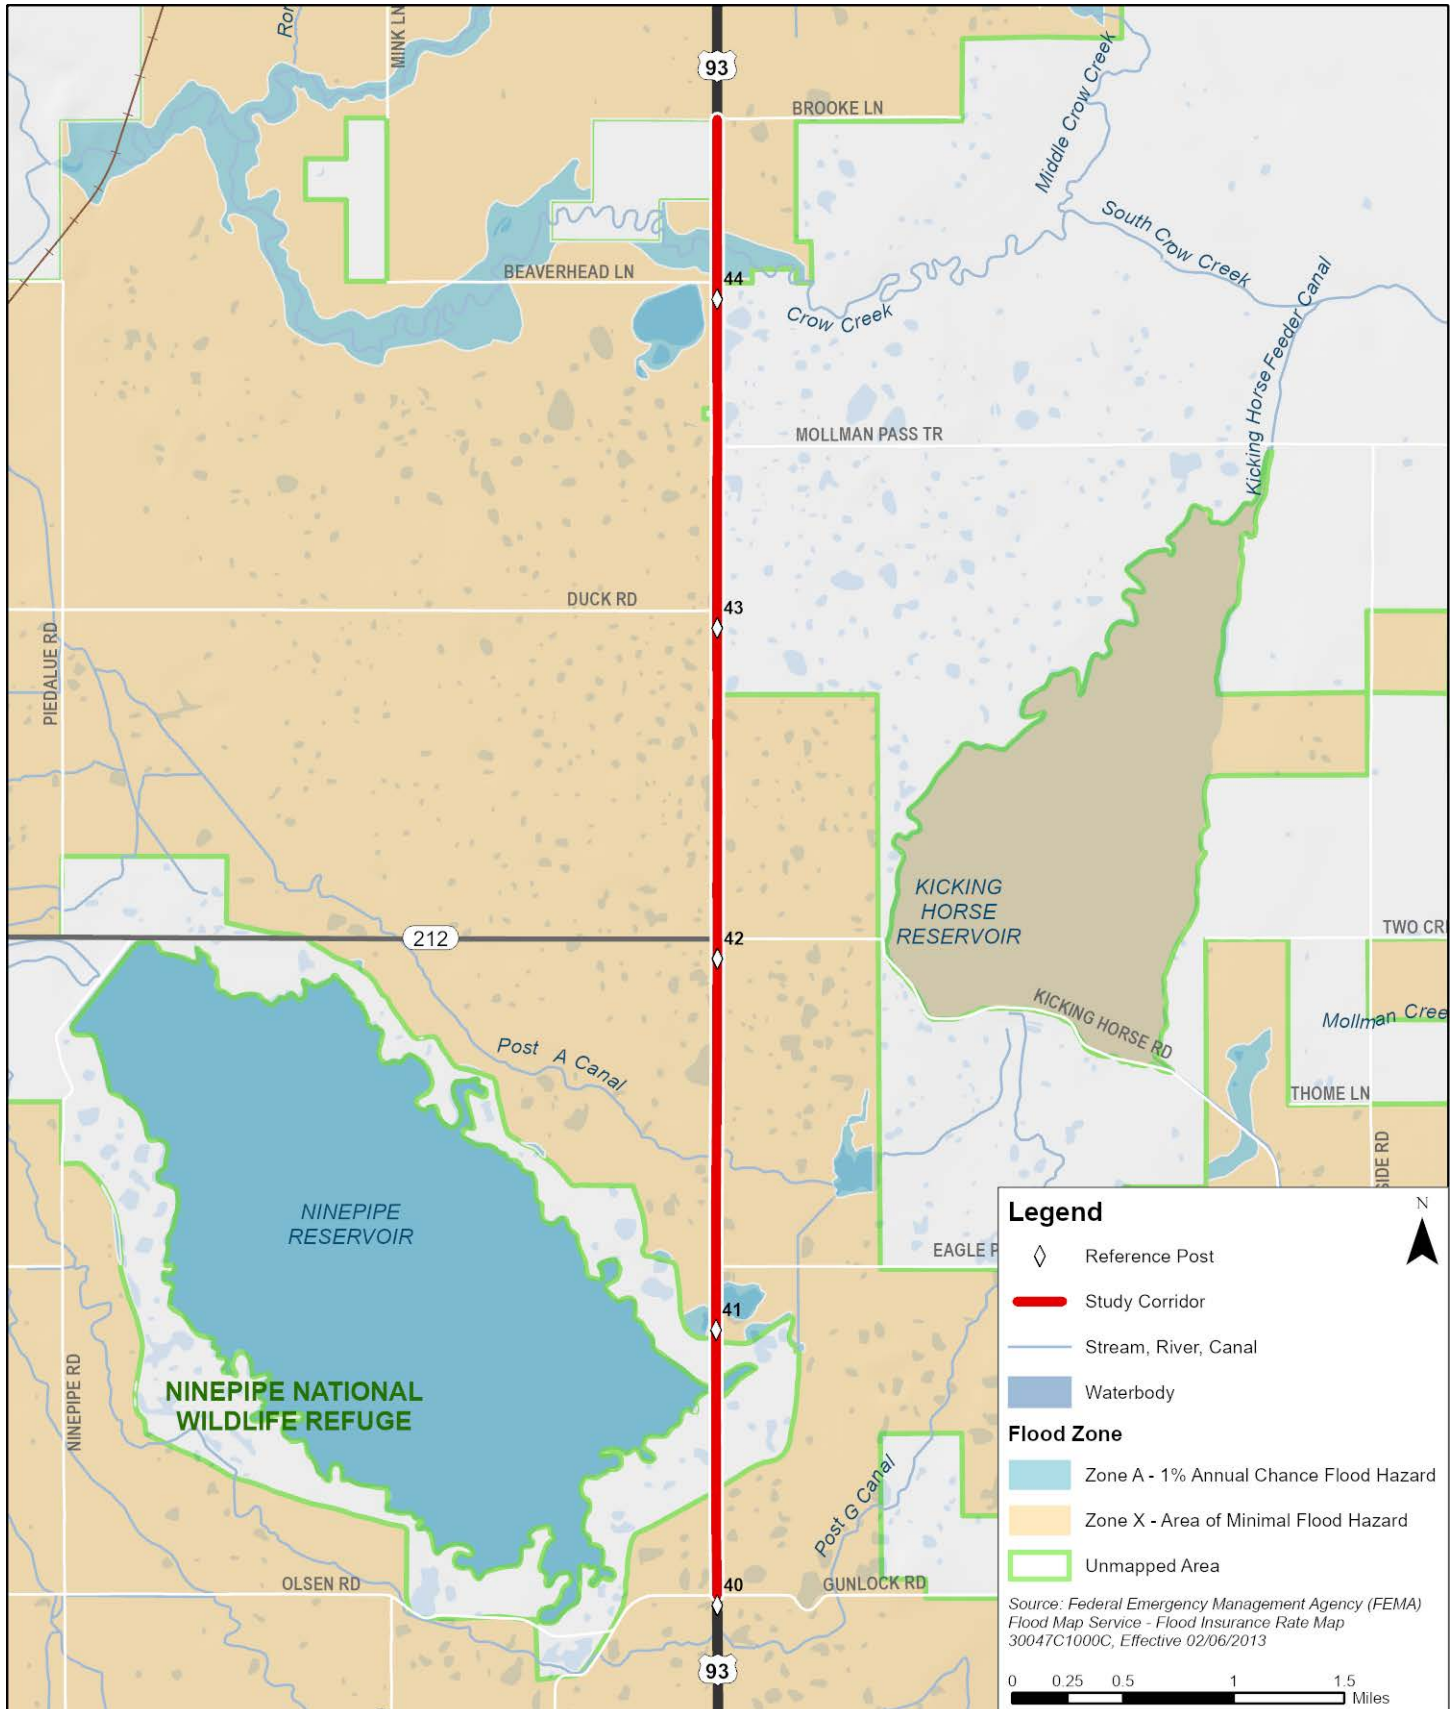 Ron
MINK LN
93
BROOKE LN
Middle Crow Creek
South Crow Creek
BEAVERHEAD LN
44
Crow Creek
Kicking Horse Feeder Canal
MOLLMAN PASS TR
DUCK RD
43
PIEDALUE RD
KICKING
HORSE
RESERVOIR
212
42
TWO CR
KICKING HORSE RD
Mollman Cree
Post A Canal
THOME LN
SIDE RD
NINEPIPE
RESERVOIR
EAGLE P
41
NINEPIPE NATIONAL
WILDLIFE REFUGE
NINEPIPE RD
Post G Canal
OLSEN RD
40
GUNLOCK RD
93
Legend
N
Reference Post
Study Corridor
Stream, River, Canal
Waterbody
Flood Zone
Zone A - 1% Annual Chance Flood Hazard
Zone X - Area of Minimal Flood Hazard
Unmapped Area
Source: Federal Emergency Management Agency (FEMA)
Flood Map Service - Flood Insurance Rate Map
30047C1000C, Effective 02/06/2013
0 0.25 0.5 1 1.5
Miles